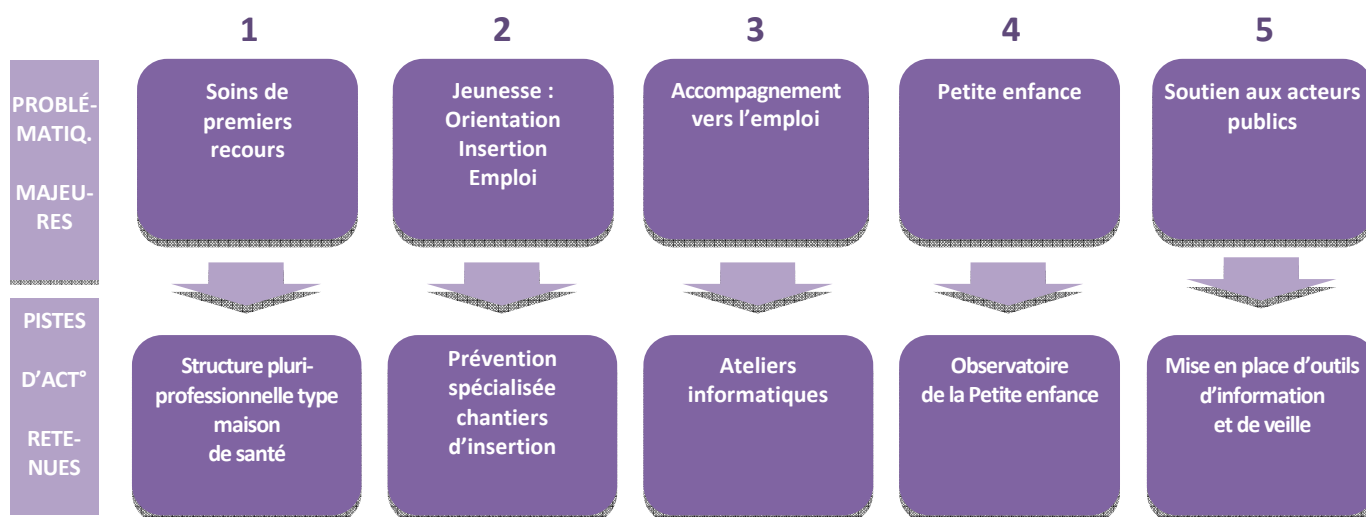 1
2
3
4
5
PROBLÉ-
MATIQ.
MAJEU-
RES
Soins de
premiers
recours
Jeunesse :
Orientation
Insertion
Emploi
Accompagnement
vers l’emploi
Petite enfance
Soutien aux acteurs
publics
PISTES
D’ACT°
RETE-
NUES
Structure pluri-
professionnelle type
maison
de santé
Prévention
spécialisée
chantiers
d’insertion
Ateliers
informatiques
Observatoire
de la Petite enfance
Mise en place d’outils
d’information
et de veille